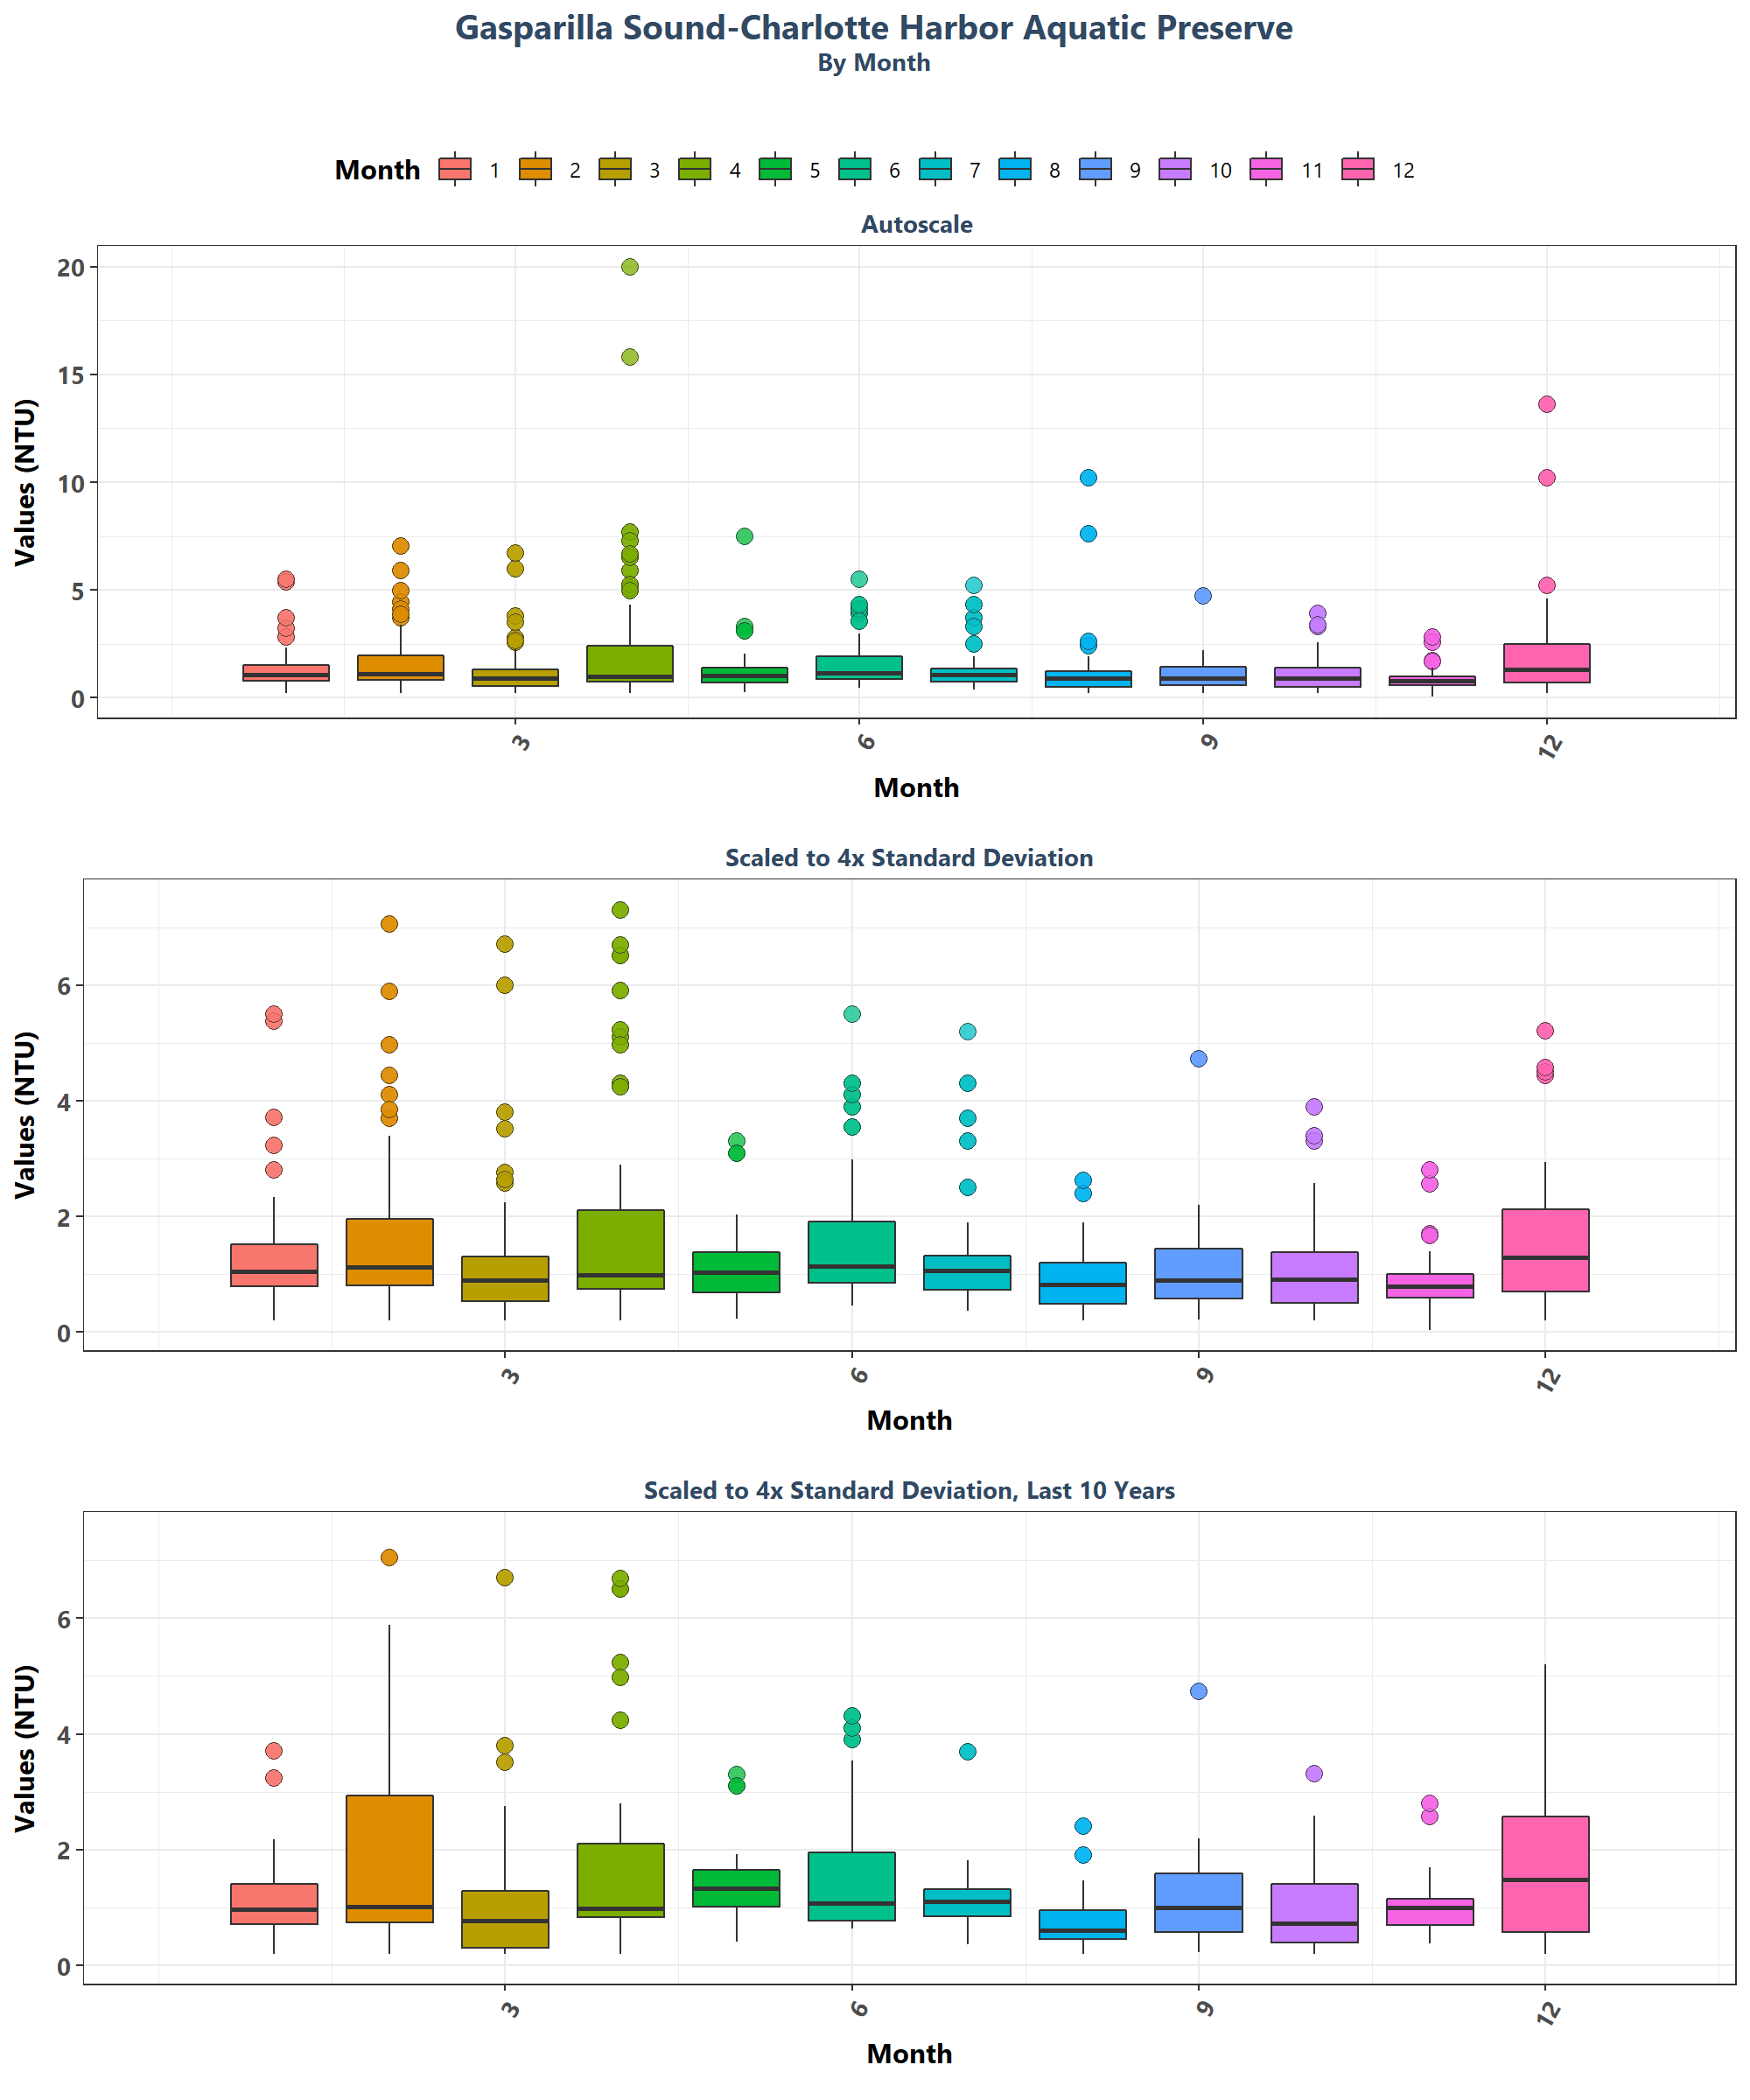 Gasparilla Sound-Charlotte Harbor Aquatic Preserve
By Month
Month 1 2 3 4 5 6 7 8 9 10 11 12
Autoscale
Values (NTU)
20
15
10
5
0
3 6 9 12
Month
Scaled to 4x Standard Deviation
Values (NTU)
6
4
2
0
3 6 9 12
Month
Scaled to 4x Standard Deviation, Last 10 Years
Values (NTU)
6
4
2
0
3 6 9 12
Month